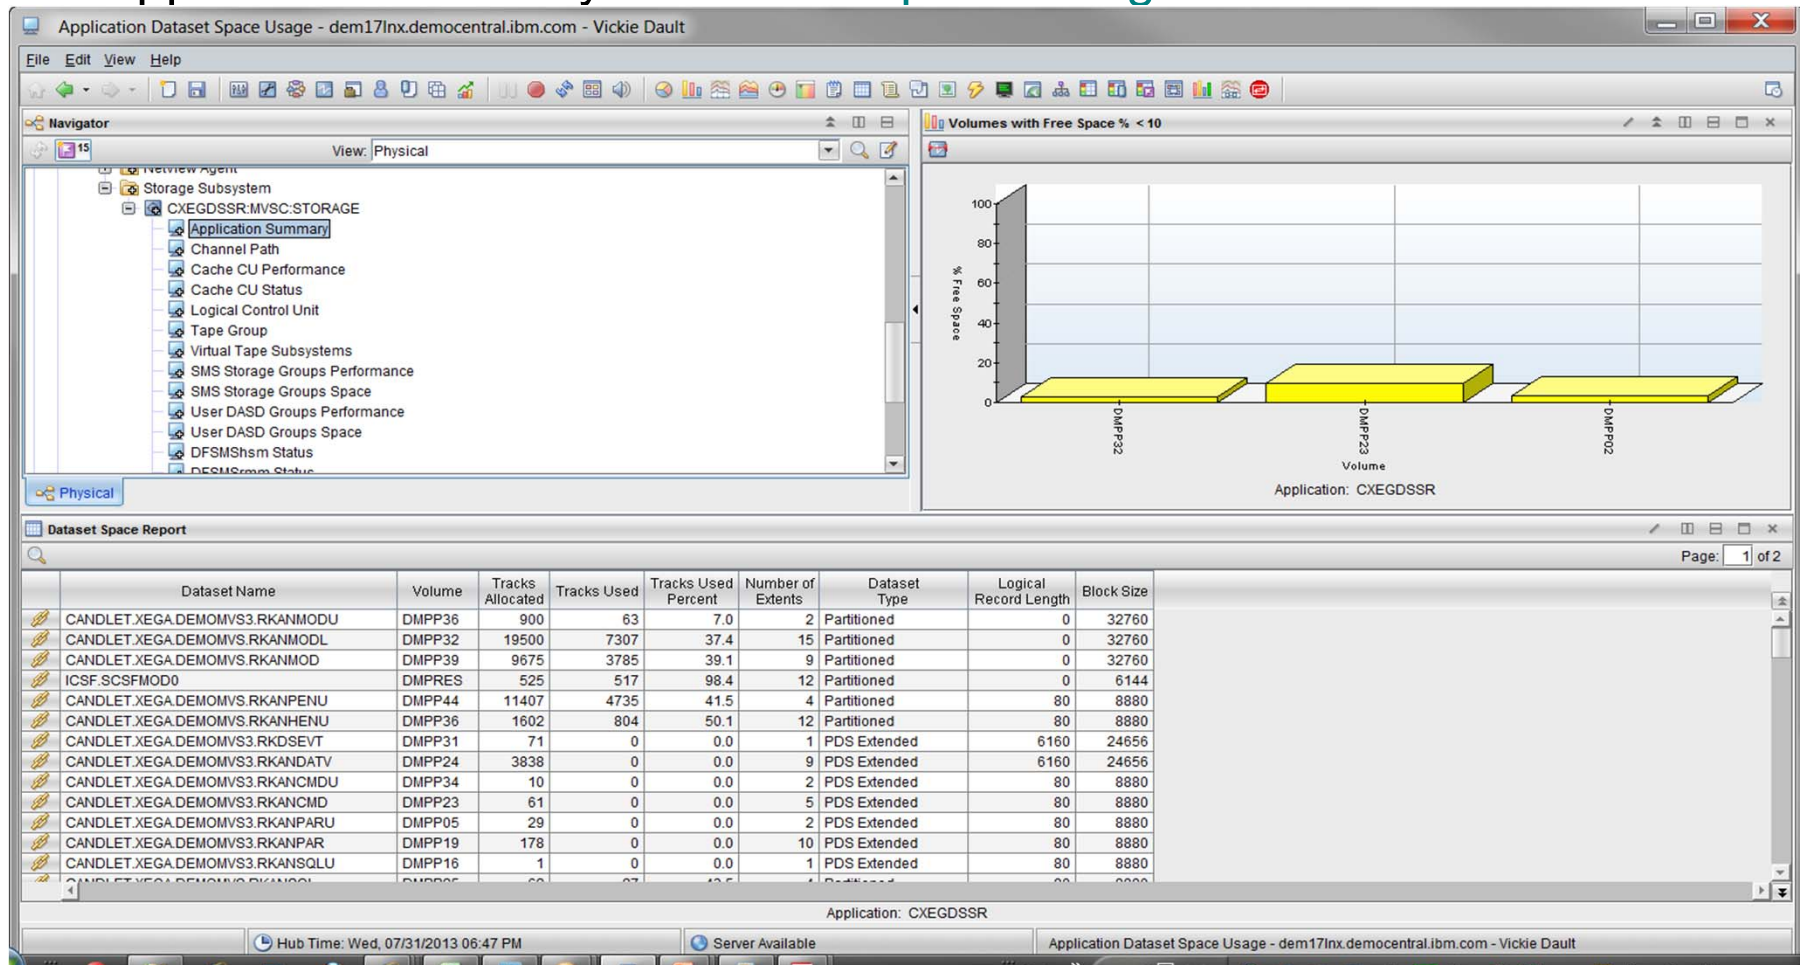 Application Dataset Space Usage - dem17lnx.democentral.ibm.com - Vickie Dault
File Edit View Help
Navigator
15 View: Physical
Netview Agent
Storage Subsystem
CXEGDSSR:MVSC:STORAGE
Application Summary
Channel Path
Cache CU Performance
Cache CU Status
Logical Control Unit
Tape Group
Virtual Tape Subsystems
SMS Storage Groups Performance
SMS Storage Groups Space
User DASD Groups Performance
User DASD Groups Space
DFSMShsm Status
DFSMSrmm Status
Physical
Volumes with Free Space % < 10
100
80
60
40
20
0
% Free Space
DMPP32 DMPP23 DMPP02
Volume
Application: CXEGDSSR
Dataset Space Report
Page: 1 of 2
Dataset Name Volume Tracks Allocated Tracks Used Tracks Used Percent Number of Extents Dataset Type Logical Record Length Block Size
CANDLET.XEGA.DEMOMVS3.RKANMODU DMPP36 900 63 7.0 2 Partitioned 0 32760
CANDLET.XEGA.DEMOMVS.RKANMODL DMPP32 19500 7307 37.4 15 Partitioned 0 32760
CANDLET.XEGA.DEMOMVS.RKANMOD DMPP39 9675 3785 39.1 9 Partitioned 0 32760
ICSF.SCSFMOD0 DMPRES 525 517 98.4 12 Partitioned 0 6144
CANDLET.XEGA.DEMOMVS.RKANPENU DMPP44 11407 4735 41.5 4 Partitioned 80 8880
CANDLET.XEGA.DEMOMVS.RKANHENU DMPP36 1602 804 50.1 12 Partitioned 80 8880
CANDLET.XEGA.DEMOMVS3.RKDSEVT DMPP31 71 0 0.0 1 PDS Extended 6160 24656
CANDLET.XEGA.DEMOMVS3.RKANDATV DMPP24 3838 0 0.0 9 PDS Extended 6160 24656
CANDLET.XEGA.DEMOMVS3.RKANCMDU DMPP34 10 0 0.0 2 PDS Extended 80 8880
CANDLET.XEGA.DEMOMVS3.RKANCMD DMPP23 61 0 0.0 5 PDS Extended 80 8880
CANDLET.XEGA.DEMOMVS3.RKANPARU DMPP05 29 0 0.0 2 PDS Extended 80 8880
CANDLET.XEGA.DEMOMVS3.RKANPAR DMPP19 178 0 0.0 10 PDS Extended 80 8880
CANDLET.XEGA.DEMOMVS3.RKANSQLU DMPP16 1 0 0.0 1 PDS Extended 80 8880
Application: CXEGDSSR
Hub Time: Wed, 07/31/2013 06:47 PM Server Available Application Dataset Space Usage - dem17lnx.democentral.ibm.com - Vickie Dault